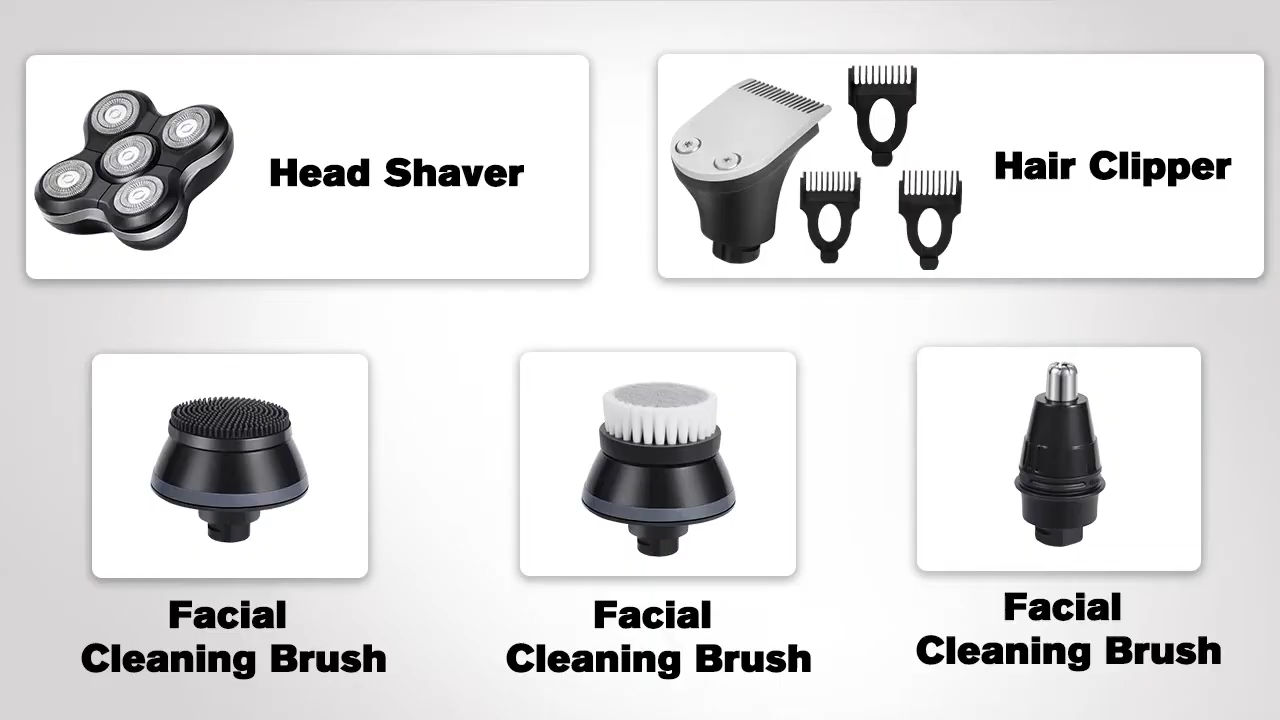 Head Shaver
Hair Clipper
Facial
Cleaning Brush
Facial
Cleaning Brush
Facial
Cleaning Brush